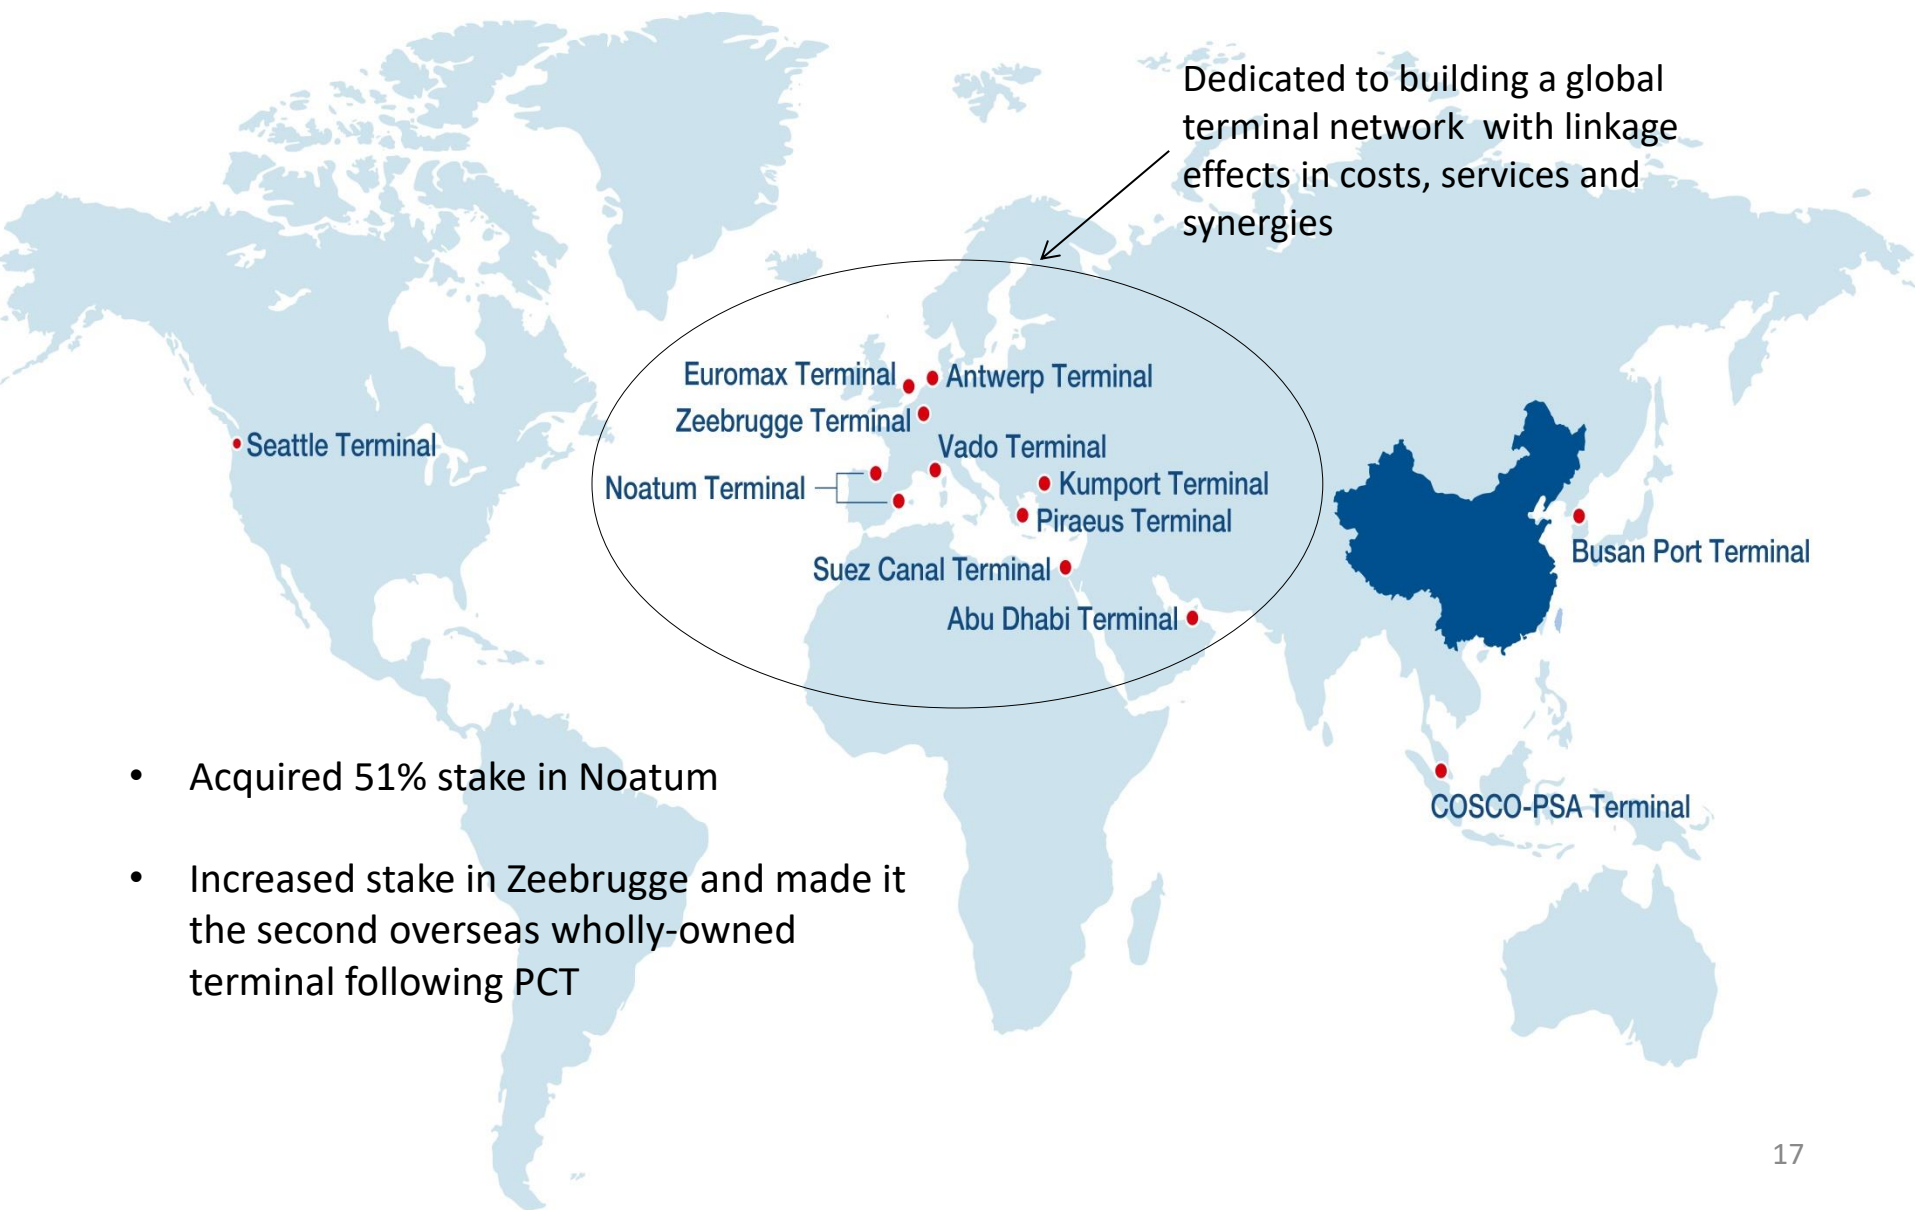 Dedicated to building a global
terminal network  with linkage
effects in costs, services and
synergies
Euromax Terminal
Antwerp Terminal
Zeebrugge Terminal
Seattle Terminal
Vado Terminal
Noatum Terminal
Kumport Terminal
Piraeus Terminal
Busan Port Terminal
Suez Canal Terminal
Abu Dhabi Terminal
COSCO-PSA Terminal
• Acquired 51% stake in Noatum
• Increased stake in Zeebrugge and made it
the second overseas wholly-owned
terminal following PCT
17